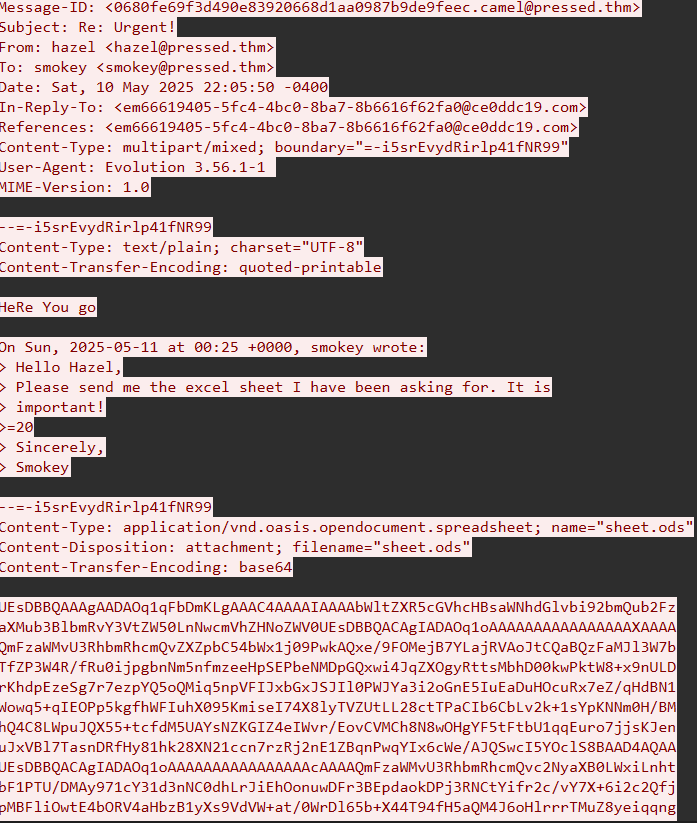 Message-ID: <0680fe69f3d490e83920668d1aa0987b9de9feec.camel@pressed.thm>
Subject: Re: Urgent!
From: hazel <hazel@pressed.thm>
To: smokey <smokey@pressed.thm>
Date: Sat, 10 May 2025 22:05:50 -0400
In-Reply-To: <em66619405-5fc4-4bc0-8ba7-8b6616f62fa0@ce0ddc19.com>
References: <em66619405-5fc4-4bc0-8ba7-8b6616f62fa0@ce0ddc19.com>
Content-Type: multipart/mixed; boundary="=-i5srEvydRirlp41fNR99"
User-Agent: Evolution 3.56.1-1
MIME-Version: 1.0
--=-i5srEvydRirlp41fNR99
Content-Type: text/plain; charset="UTF-8"
Content-Transfer-Encoding: quoted-printable
HeRe You go
On Sun, 2025-05-11 at 00:25 +0000, smokey wrote:
> Hello Hazel,
> Please send me the excel sheet I have been asking for. It is
> important!
>=20
> Sincerely,
> Smokey
--=-i5srEvydRirlp41fNR99
Content-Type: application/vnd.oasis.opendocument.spreadsheet; name="sheet.ods"
Content-Disposition: attachment; filename="sheet.ods"
Content-Transfer-Encoding: base64
UEsDBBQAAAgAADAOq1qFbDmKLgAAAC4AAAAIAAAAbWltZXR5cGVhcHBsaWNhdGlvbi92bmQub2Fz
aXMub3BlbmRvY3VtZW50LnNwcmVhZHNoZWV0UEsDBBQACAgIADAOq1oAAAAAAAAAAAAAAAAXAAAA
QmFzaWMvU3RhbmRhcmQvZXZpbC54bWx1j09PwkAQxe/9FOMejB7YLajRVAoJtCQaBQzFaMJl3W7b
TfZP3W4R/fRu0ijpgbnNm5nfmzeeHpSEPbeNMDpGQxwi4JqZXOgyRttsMbhD00kwPktW8+x9nULD
rKhdpEzeSg7r7ezpYQ5oQMiq5npVFIJxbGxJSJIl0PWJYa3i2oGnE5IuEaDuHOcuRx7eZ/qHdBN1
Wowq5+qIEOPp5kgfhWFIuhX095KmiseI74X8lyTVZUtLL28ctTPaCIb6CbLv2k+1sYpKNNm0H/BM
hQ4C8LWpuJQX55+tcfdM5UAYsNZKGIZ4eIWvr/EovCVMCh8N8wOHgYF5tFtbU1qqEuro7jjsKJen
uJxVBl7TasnDRfHy81hk28XN21ccn7rzRj2nE1ZBqnPwqYIx6cWe/AJQSwcI5YOclS8BAAD4AQAA
UEsDBBQACAgIADAOq1oAAAAAAAAAAAAAAAAcAAAAQmFzaWMvU3RhbmRhcmQvc2NyaXB0LWxiLnht
bF1PTU/DMAy971cY31d3nNC0dhLrJiEhOonuwDFr3BEpdaokDPj3RNCtYifr2c/vY7X+6i2c2Qfj
pMBFliOwtE4bORV4aHbzB1yXs9VdVW+at/0WrDl65b+X44T94fH5aQM4J6oHlrrrTMuZ8yeiqqng